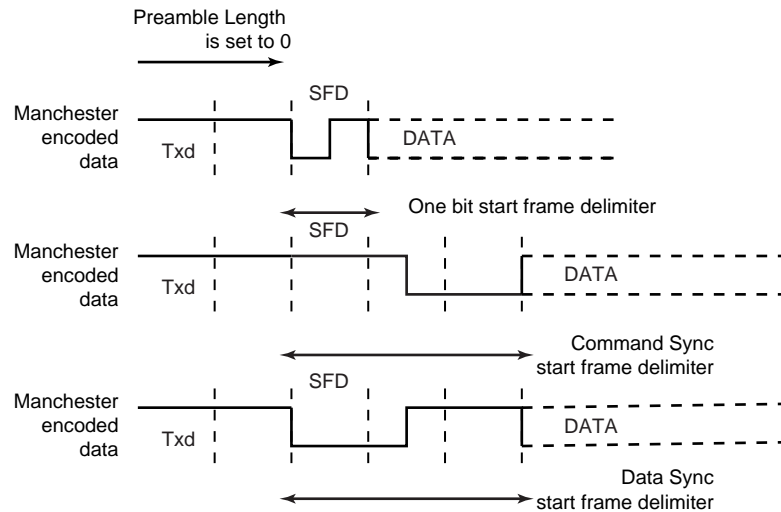 Preamble Length
is set to 0
SFD
Manchester
encoded
data
Txd
DATA
One bit start frame delimiter
SFD
Manchester
encoded
data
Txd
DATA
Command Sync
start frame delimiter
SFD
Manchester
encoded
data
Txd
DATA
Data Sync
start frame delimiter